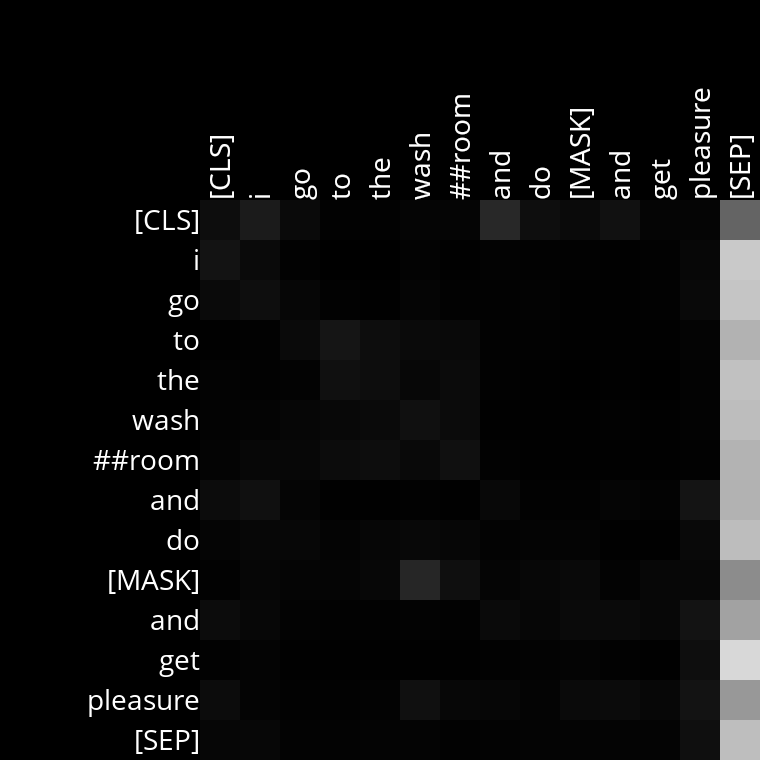 [CLS] i go to the wash ##room and do [MASK] and get pleasure [SEP]
[CLS]
i
go
to
the
wash
##room
and
do
[MASK]
and
get
pleasure
[SEP]